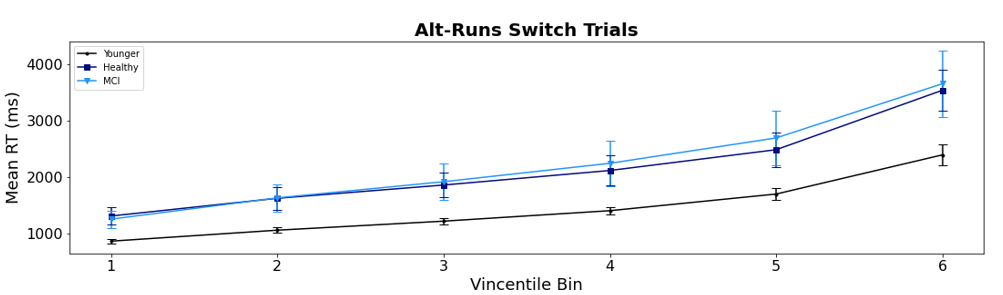 Alt-Runs Switch Trials
Younger
Healthy
MCI
Mean RT (ms)
4000
3000
2000
1000
1 2 3 4 5 6
Vincentile Bin